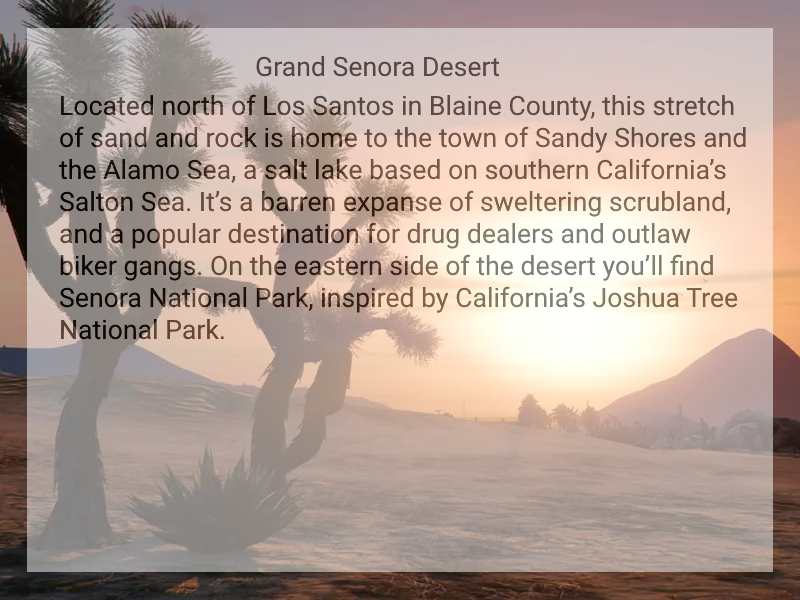 Grand Senora Desert
Located north of Los Santos in Blaine County, this stretch
of sand and rock is home to the town of Sandy Shores and
the Alamo Sea, a salt lake based on southern California’s
Salton Sea. It’s a barren expanse of sweltering scrubland,
and a popular destination for drug dealers and outlaw
biker gangs. On the eastern side of the desert you’ll find
Senora National Park, inspired by California’s Joshua Tree
National Park.